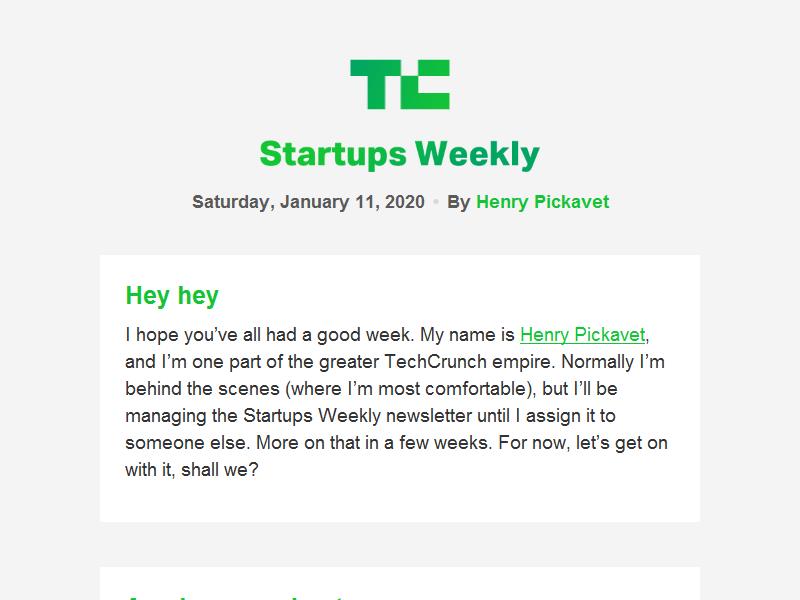 TC
Startups Weekly
Saturday, January 11, 2020 • By Henry Pickavet
Hey hey
I hope you’ve all had a good week. My name is Henry Pickavet,
and I’m one part of the greater TechCrunch empire. Normally I’m
behind the scenes (where I’m most comfortable), but I’ll be
managing the Startups Weekly newsletter until I assign it to
someone else. More on that in a few weeks. For now, let’s get on
with it, shall we?